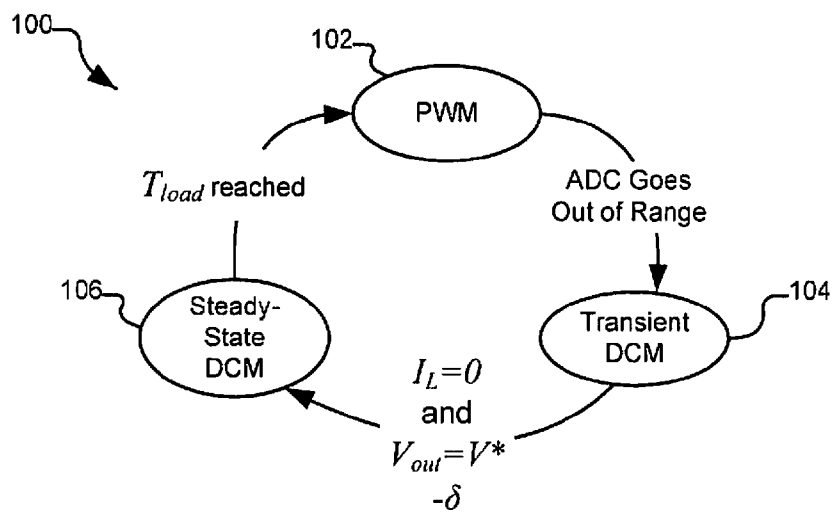 100
102
PWM
T_load reached
ADC Goes
Out of Range
106
Steady-
State
DCM
104
Transient
DCM
I_L=0
and
V_out=V*
-δ